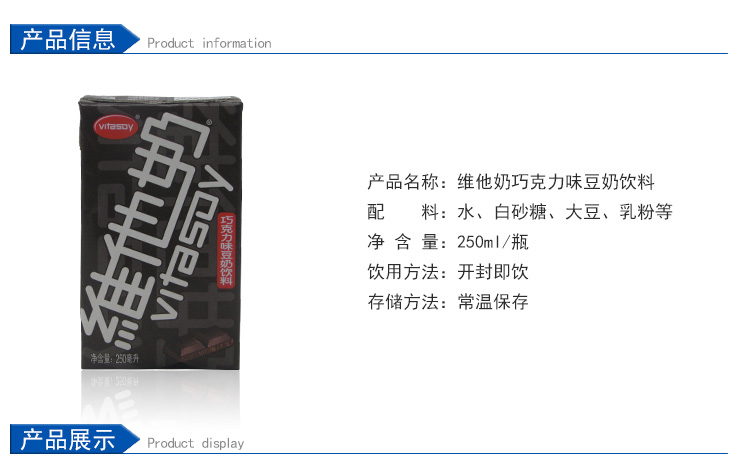 产品信息 Product information
vitasoy
维他奶
vitasoy®
巧克力味豆奶饮料
净含量：250毫升
产品名称：维他奶巧克力味豆奶饮料
配　　料：水、白砂糖、大豆、乳粉等
净 含 量：250ml/瓶
饮用方法：开封即饮
存储方法：常温保存
产品展示 Product display